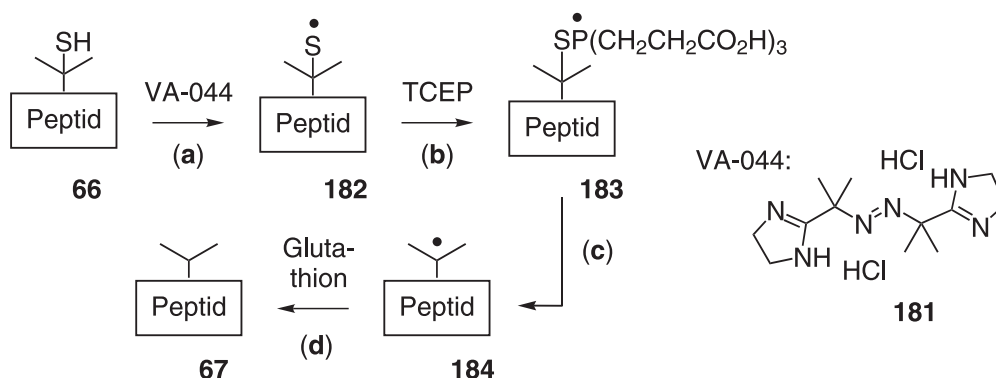 SH
Peptid
66
VA-044
(a)
S•
Peptid
182
TCEP
(b)
SP•(CH2CH2CO2H)3
Peptid
183
(c)
Peptid
184
Gluta-
thion
(d)
Peptid
67
VA-044:
HCl
HN
N
N=N
N
NH
HCl
181